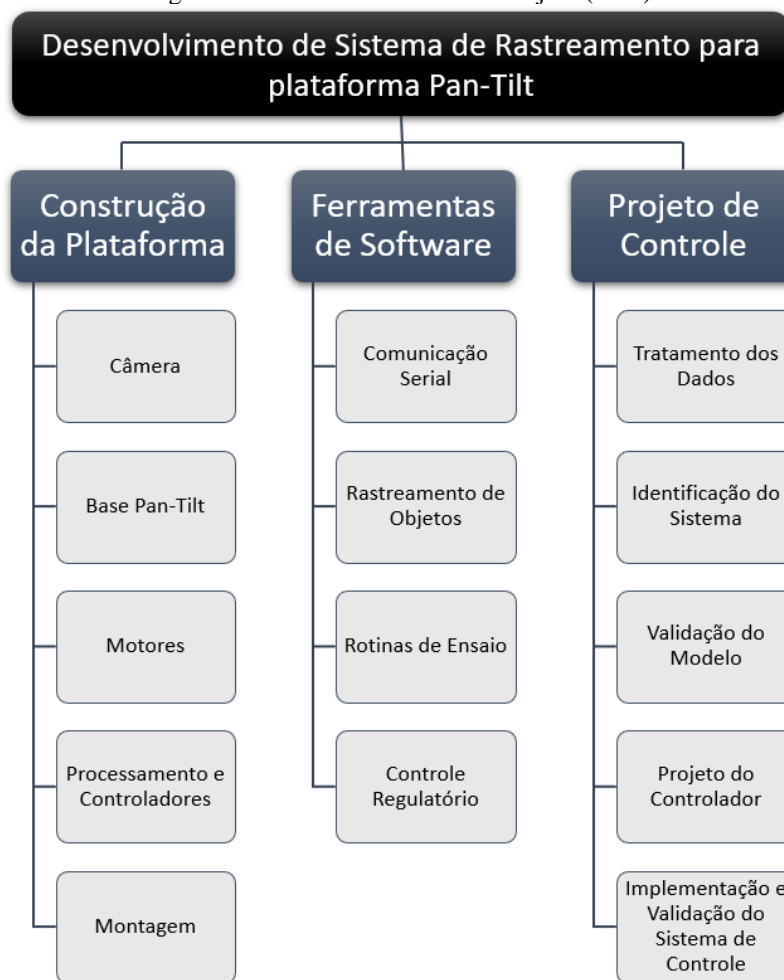 Desenvolvimento de Sistema de Rastreamento para
plataforma Pan-Tilt
Construção
da Plataforma
Câmera
Base Pan-Tilt
Motores
Processamento e
Controladores
Montagem
Ferramentas
de Software
Comunicação
Serial
Rastreamento de
Objetos
Rotinas de Ensaio
Controle
Regulatório
Projeto de
Controle
Tratamento dos
Dados
Identificação do
Sistema
Validação do
Modelo
Projeto do
Controlador
Implementação e
Validação do
Sistema de
Controle